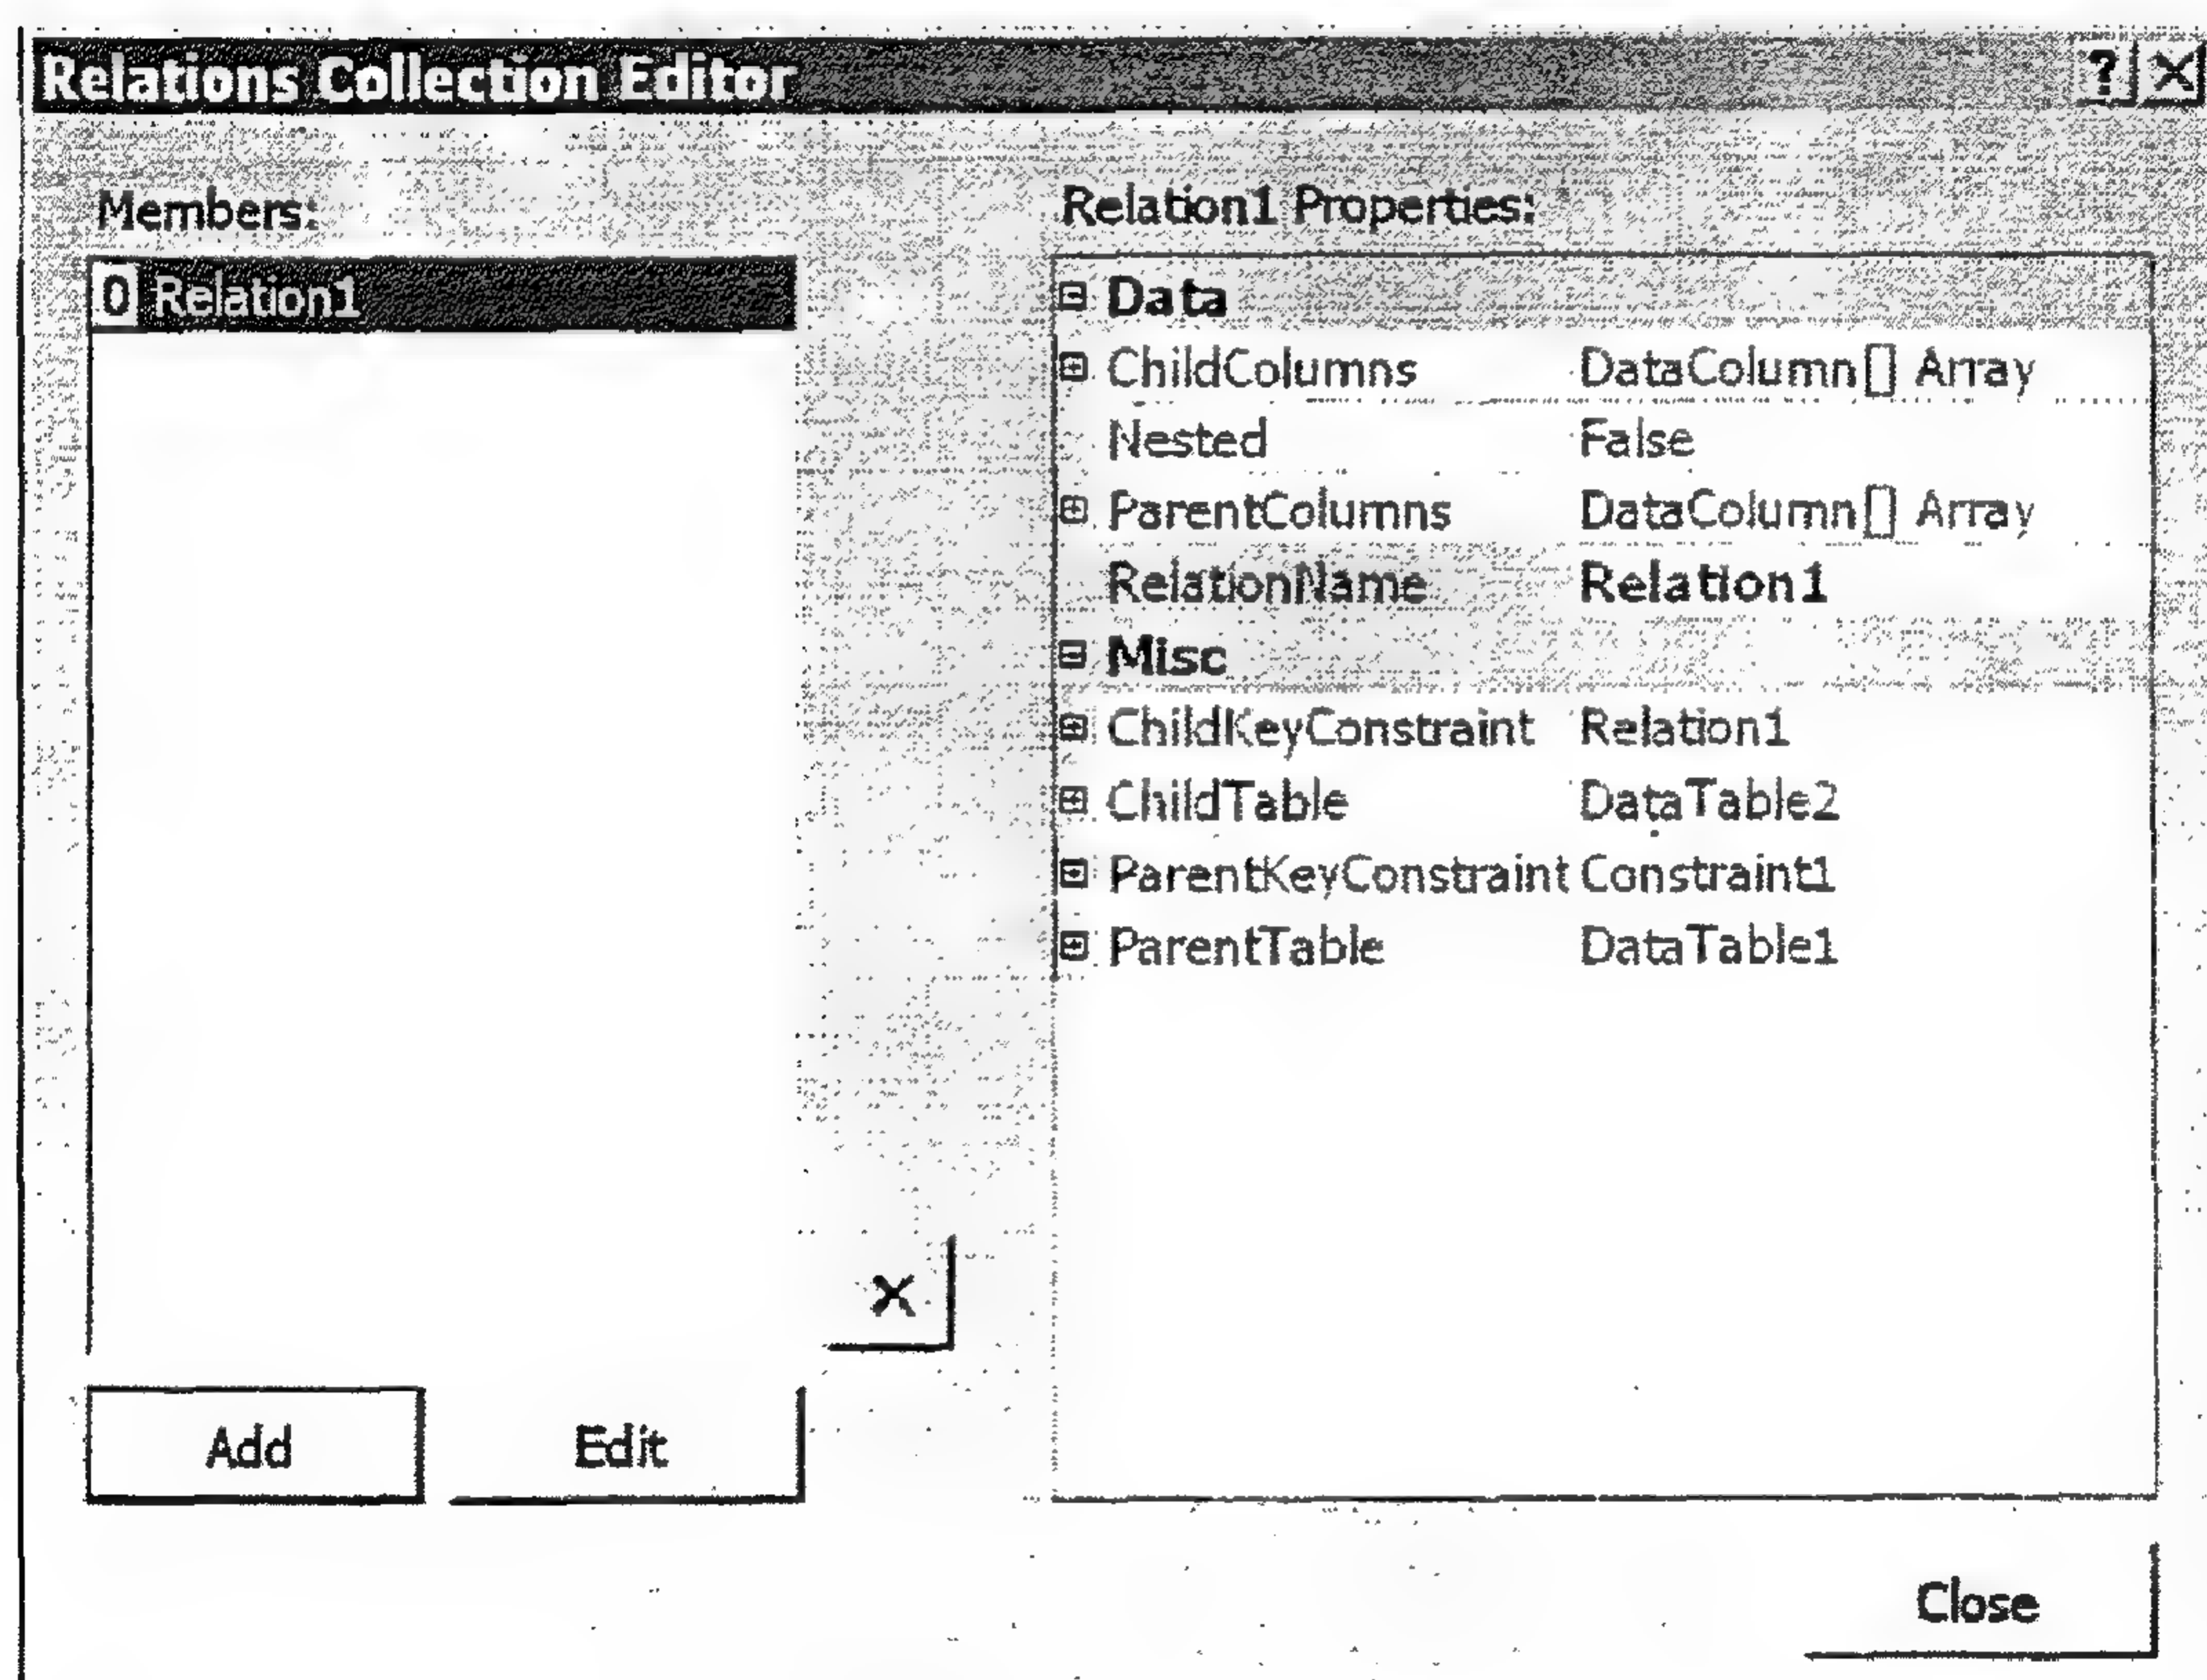 Relations Collection Editor ? X
Members:
0 Relation1
Add Edit
Relation1 Properties:
Data
ChildColumns DataColumn[] Array
Nested False
ParentColumns DataColumn[] Array
RelationName Relation1
Misc
ChildKeyConstraint Relation1
ChildTable DataTable2
ParentKeyConstraint Constraint1
ParentTable DataTable1
Close